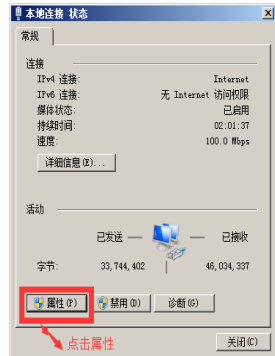 本地连接 状态
常规
连接
IPv4 连接: Internet
IPv6 连接: 无 Internet 访问权限
媒体状态: 已启用
持续时间: 02:01:37
速度: 100.0 Mbps
详细信息(E)...
活动
已发送 — — 已接收
字节: 33,744,402 | 46,034,337
属性(P) 禁用(D) 诊断(G)
点击属性
关闭(C)